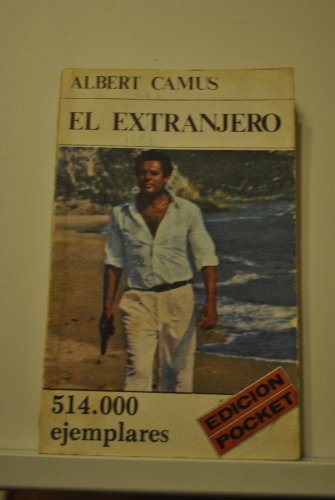 ALBERT CAMUS
EL EXTRANJERO
514.000
ejemplares
EDICION
POCKET